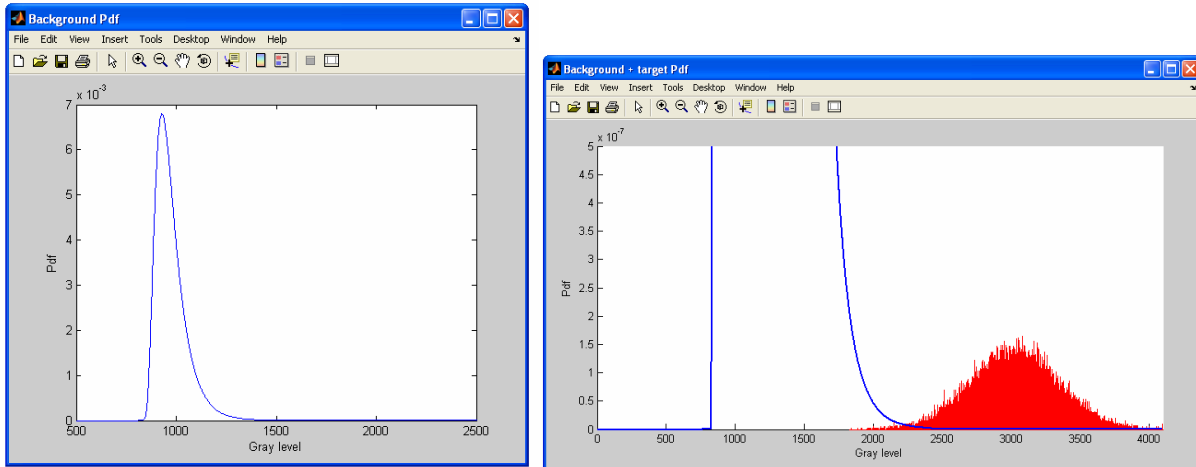 Background Pdf
File Edit View Insert Tools Desktop Window Help
x 10^-3
7
6
5
4
3
2
1
0
Pdf
500 1000 1500 2000 2500
Gray level
Background + target Pdf
File Edit View Insert Tools Desktop Window Help
x 10^-7
5
4.5
4
3.5
3
2.5
2
1.5
1
0.5
0
Pdf
0 500 1000 1500 2000 2500 3000 3500 4000
Gray level